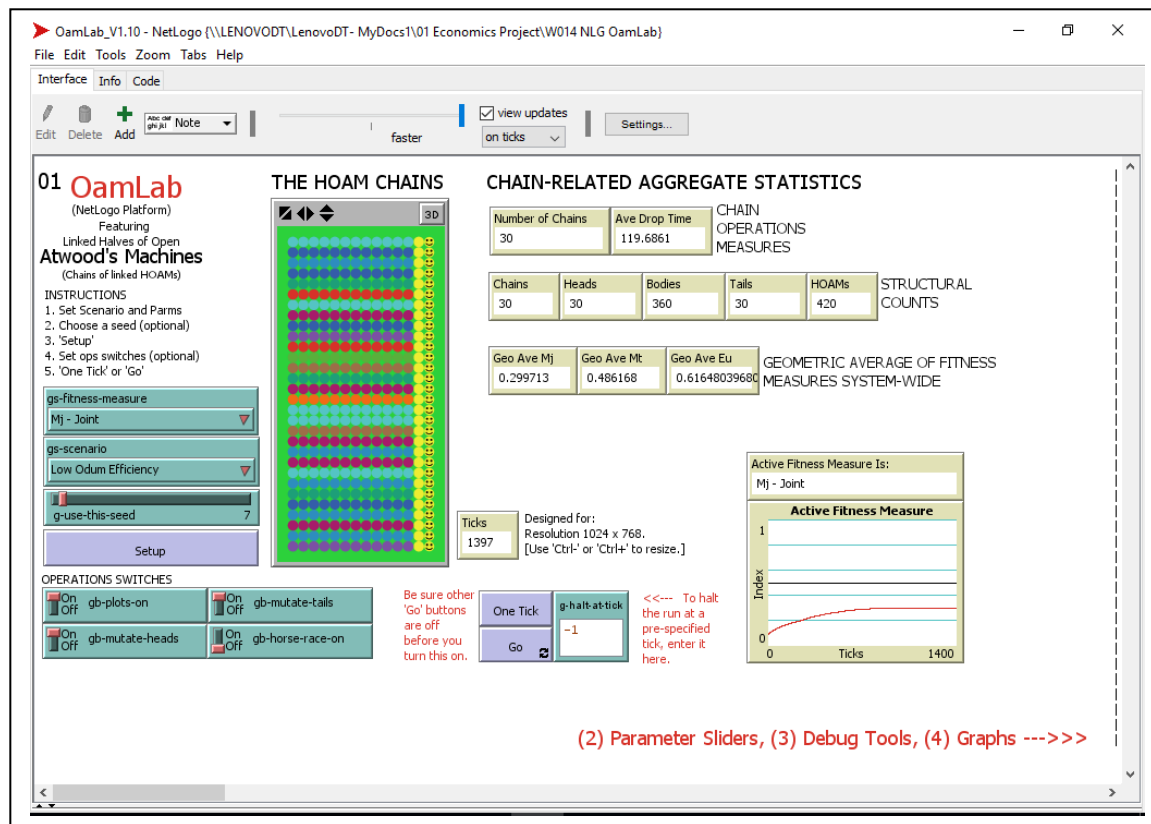 OamLab_V1.10 - NetLogo {\\LENOVODT\LenovoDT- MyDocs1\01 Economics Project\W014 NLG OamLab}
File Edit Tools Zoom Tabs Help
Interface Info Code
Edit Delete Add
Abc def
ghi jkl Note
faster
view updates
on ticks
Settings...
01 OamLab
(NetLogo Platform)
Featuring
Linked Halves of Open
Atwood's Machines
(Chains of linked HOAMs)
INSTRUCTIONS
1. Set Scenario and Parms
2. Choose a seed (optional)
3. 'Setup'
4. Set ops switches (optional)
5. 'One Tick' or 'Go'
gs-fitness-measure
Mj - Joint
gs-scenario
Low Odum Efficiency
g-use-this-seed 7
Setup
OPERATIONS SWITCHES
On
Off gb-plots-on
On
Off gb-mutate-tails
On
Off gb-mutate-heads
On
Off gb-horse-race-on
THE HOAM CHAINS
3D
CHAIN-RELATED AGGREGATE STATISTICS
Number of Chains
30
Ave Drop Time
119.6861
CHAIN
OPERATIONS
MEASURES
Chains Heads Bodies Tails HOAMs
30 30 360 30 420
STRUCTURAL
COUNTS
Geo Ave Mj Geo Ave Mt Geo Ave Eu
0.299713 0.486168 0.61648039680
GEOMETRIC AVERAGE OF FITNESS
MEASURES SYSTEM-WIDE
Ticks
1397
Designed for:
Resolution 1024 x 768.
[Use 'Ctrl-' or 'Ctrl+' to resize.]
Be sure other
'Go' buttons
are off
before you
turn this on.
One Tick
Go
g-halt-at-tick
-1
<<--- To halt
the run at a
pre-specified
tick, enter it
here.
Active Fitness Measure Is:
Mj - Joint
Active Fitness Measure
1
Index
0
0 Ticks 1400
(2) Parameter Sliders, (3) Debug Tools, (4) Graphs --->>>